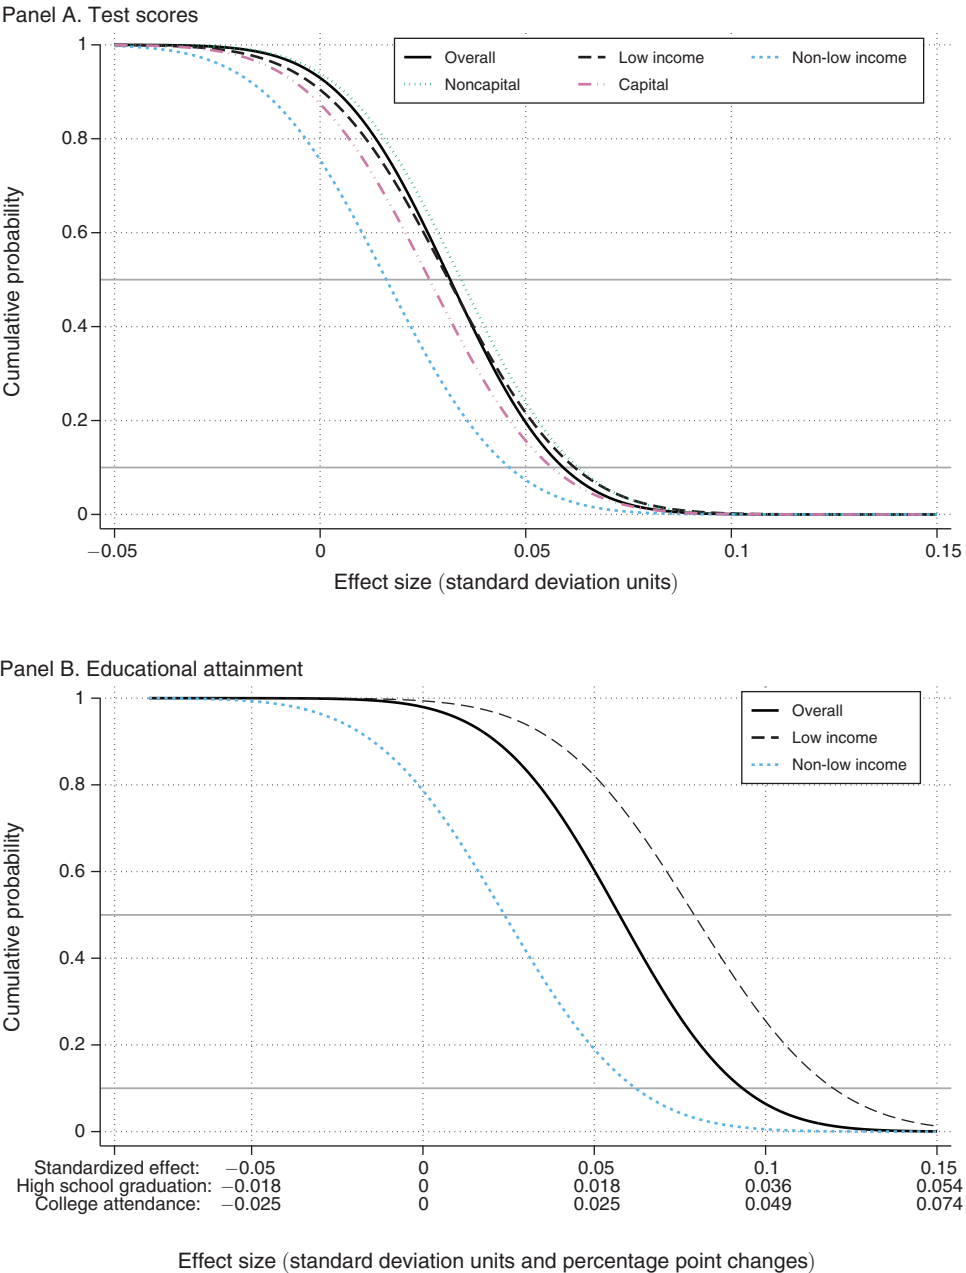 Panel A. Test scores
Overall
Low income
Non-low income
Noncapital
Capital
1
0.8
0.6
0.4
0.2
0
Cumulative probability
−0.05
0
0.05
0.1
0.15
Effect size (standard deviation units)
Panel B. Educational attainment
Overall
Low income
Non-low income
1
0.8
0.6
0.4
0.2
0
Cumulative probability
Standardized effect: −0.05 0 0.05 0.1 0.15
High school graduation: −0.018 0 0.018 0.036 0.054
College attendance: −0.025 0 0.025 0.049 0.074
Effect size (standard deviation units and percentage point changes)